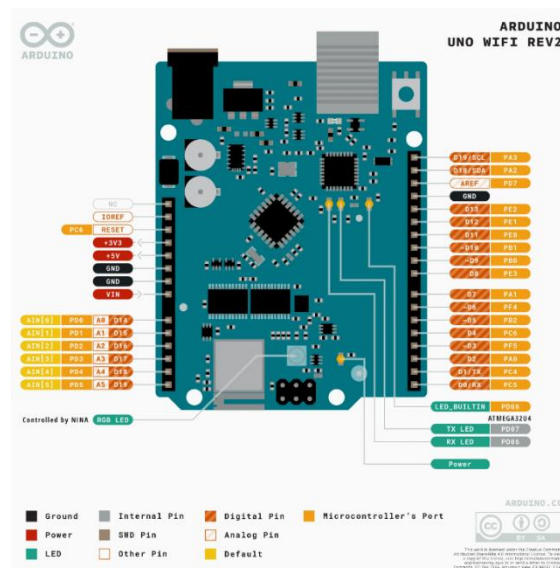 ARDUINO
ARDUINO
UNO WIFI REV2
D19/SCL PA3
D18/SDA PA2
AREF PD7
GND
D13 PE2
D12 PE1
D11 PE0
~D10 PB1
~D9 PB0
D8 PE3
NC
IOREF
PC6 RESET
+3V3
+5V
GND
GND
VIN
~D7 PA1
~D6 PF4
~D5 PB2
D4 PC6
~D3 PF5
D2 PA0
D1/TX PC4
D0/RX PC5
AIN[0] PD0 A0 D14
AIN[1] PD1 A1 D15
AIN[2] PD2 A2 D16
AIN[3] PD3 A3 D17
AIN[4] PD4 A4 D18
AIN[5] PD5 A5 D19
Controlled by NINA RGB LED
LED_BUILTIN
ATMEGA32U4
TX LED
RX LED
Power
ARDUINO.CC
Ground
Internal Pin
Digital Pin
Microcontroller's Port
Power
SWD Pin
Analog Pin
LED
Other Pin
Default
CC
BY SA